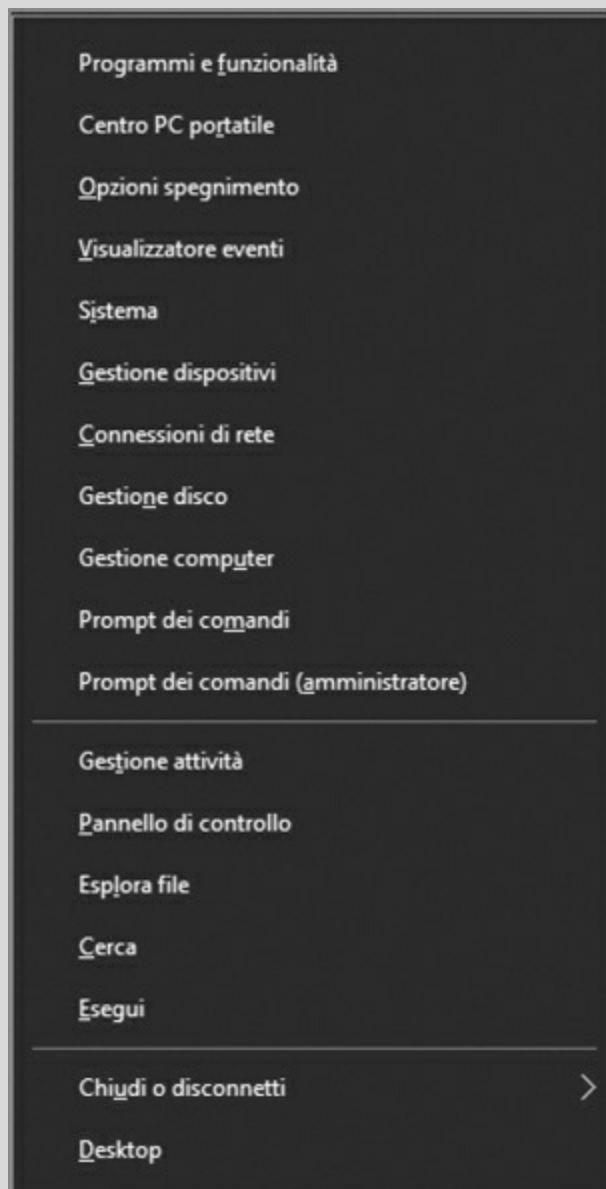 Programmi e funzionalità
Centro PC portatile
Opzioni spegnimento
Visualizzatore eventi
Sistema
Gestione dispositivi
Connessioni di rete
Gestione disco
Gestione computer
Prompt dei comandi
Prompt dei comandi (amministratore)
Gestione attività
Pannello di controllo
Esplora file
Cerca
Esegui
Chiudi o disconnetti
Desktop